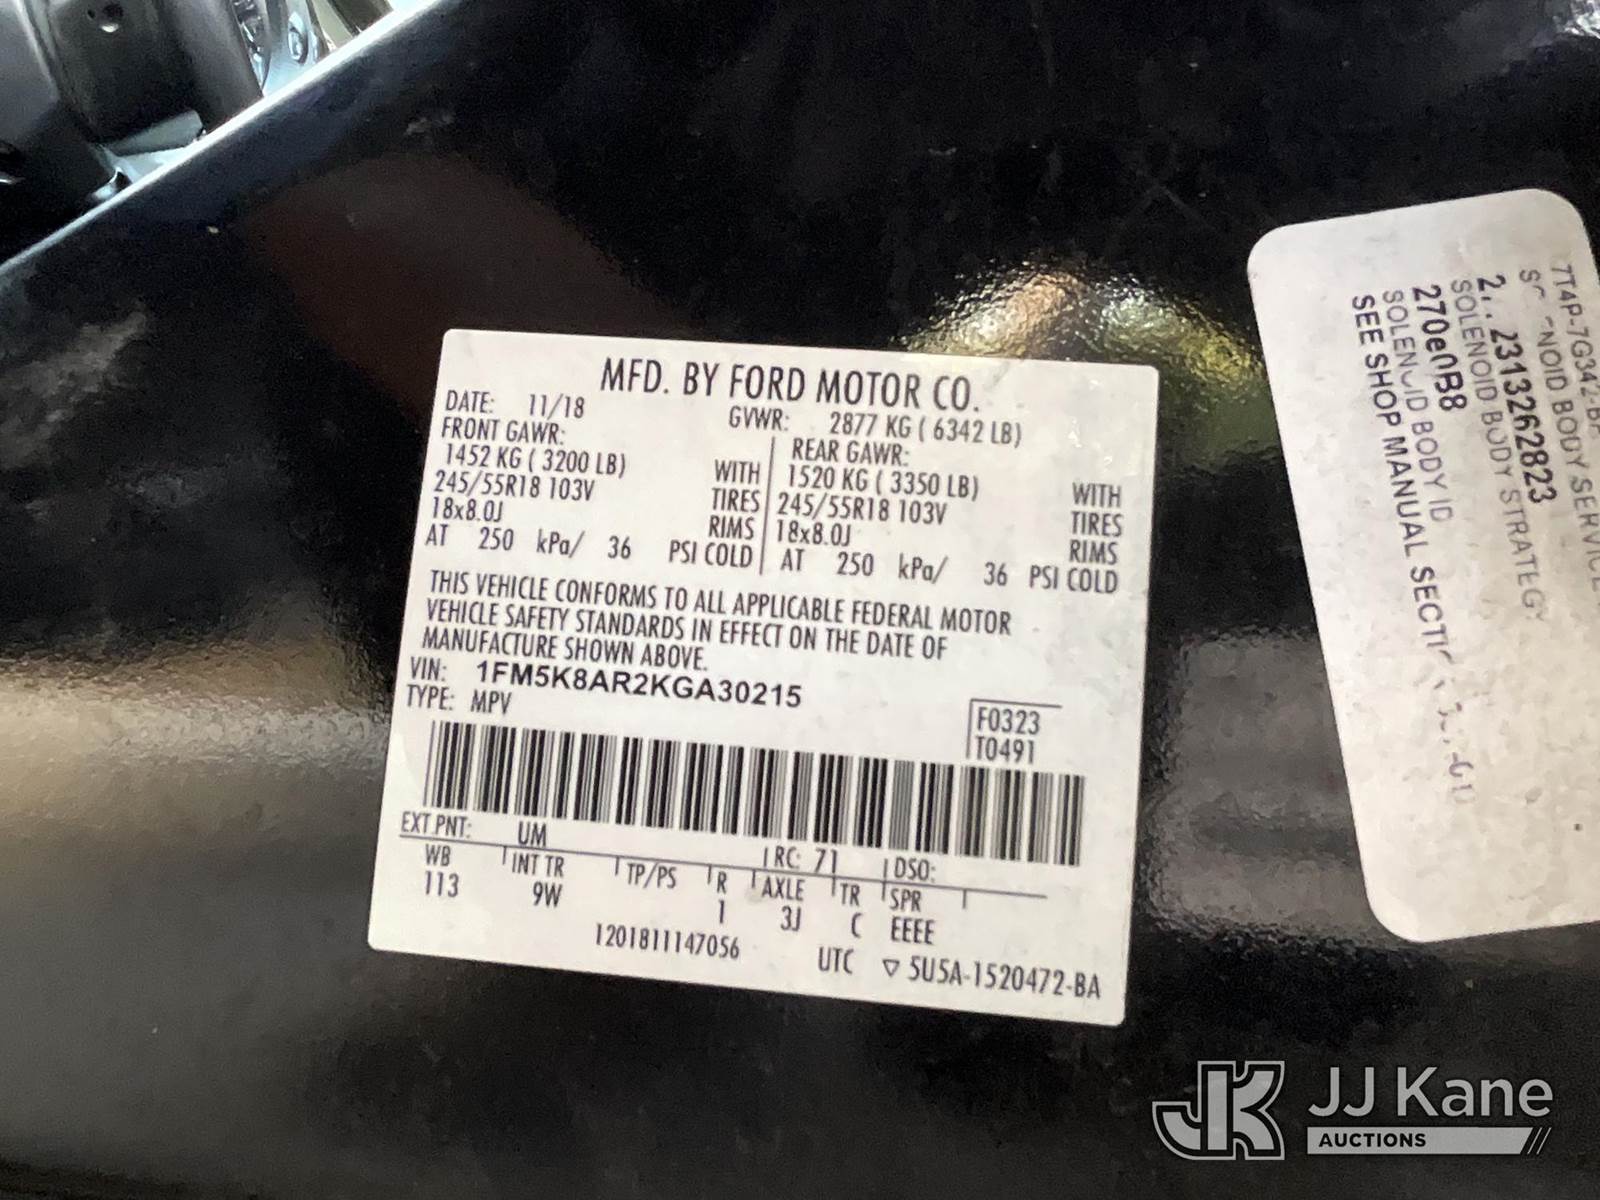 MFD. BY FORD MOTOR CO.
DATE: 11/18 GVWR: 2877 KG ( 6342 LB)
FRONT GAWR: REAR GAWR:
1452 KG ( 3200 LB) WITH 1520 KG ( 3350 LB) WITH
245/55R18 103V TIRES 245/55R18 103V TIRES
18x8.0J RIMS 18x8.0J RIMS
AT 250 kPa/ 36 PSI COLD AT 250 kPa/ 36 PSI COLD
THIS VEHICLE CONFORMS TO ALL APPLICABLE FEDERAL MOTOR
VEHICLE SAFETY STANDARDS IN EFFECT ON THE DATE OF
MANUFACTURE SHOWN ABOVE.
VIN: 1FM5K8AR2KGA30215
TYPE: MPV
F0323
T0491
EXT PNT: UM RC: 71 DSO:
WB INT TR TP/PS R AXLE TR SPR
113 9W 1 3J C EEEE
1201811147056 UTC ▽ 5U5A-1520472-BA
BODY SERVICE
2313262823
SOLENOID BODY STRATEGY
SOLENOID BODY ID
SEE SHOP MANUAL
JK JJ Kane
AUCTIONS